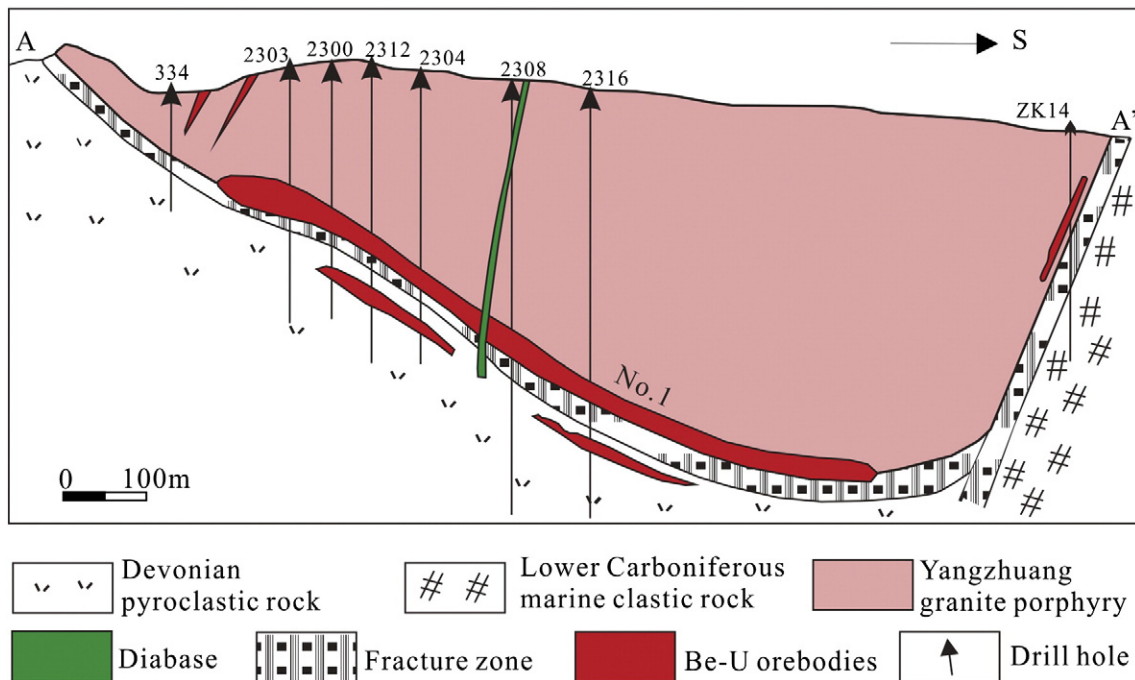 A
S
334
2303
2300
2312
2304
2308
2316
ZK14
A'
No.1
0 100m
Devonian
pyroclastic rock
Lower Carboniferous
marine clastic rock
Yangzhuang
granite porphyry
Diabase
Fracture zone
Be-U orebodies
Drill hole